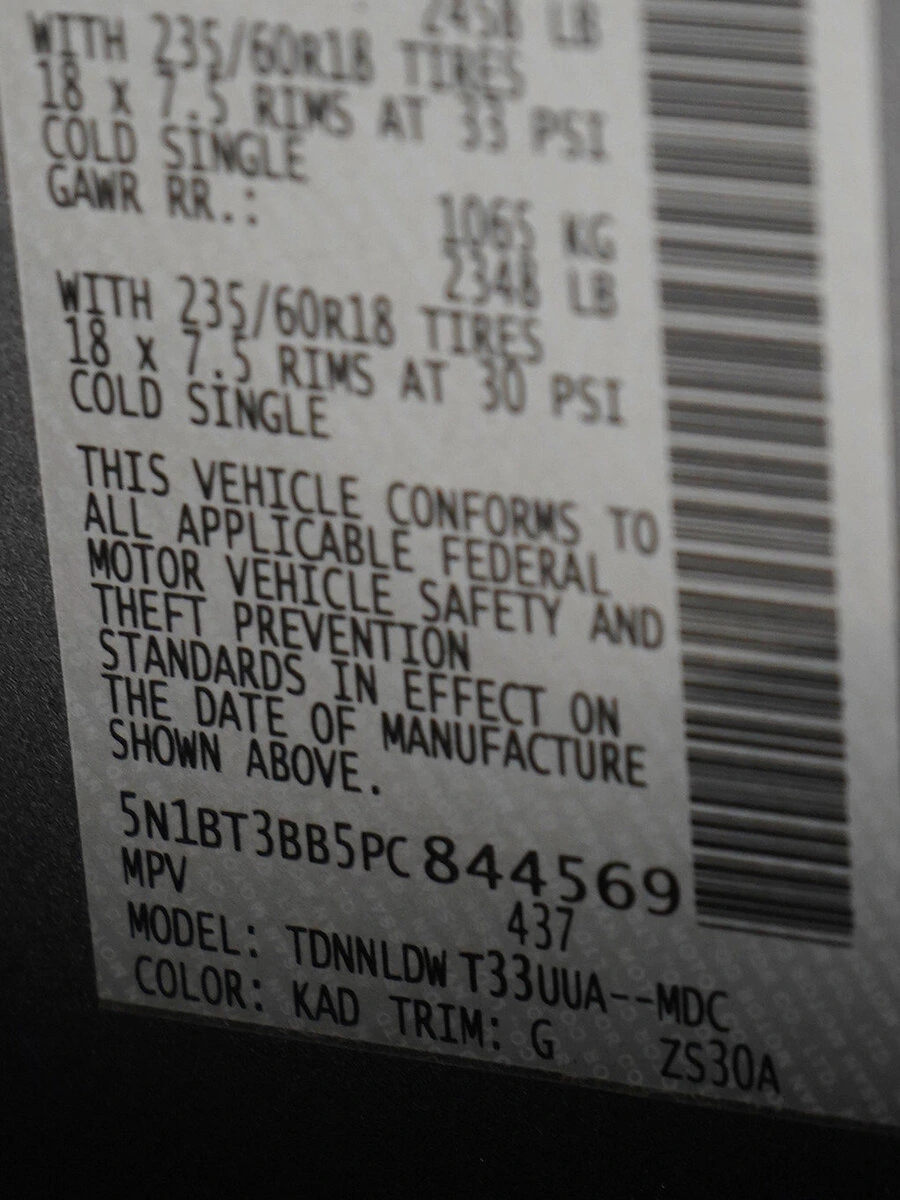 2458 LB
WITH 235/60R18 TIRES
18 x 7.5 RIMS AT 33 PSI
COLD SINGLE
GAWR RR.: 1065 KG
2348 LB
WITH 235/60R18 TIRES
18 x 7.5 RIMS AT 30 PSI
COLD SINGLE
THIS VEHICLE CONFORMS TO
ALL APPLICABLE FEDERAL
MOTOR VEHICLE SAFETY AND
THEFT PREVENTION
STANDARDS IN EFFECT ON
THE DATE OF MANUFACTURE
SHOWN ABOVE.
5N1BT3BB5PC844569
MPV 437
MODEL: TDNNLDW T33UUA--MDC
COLOR: KAD TRIM: G ZS30A